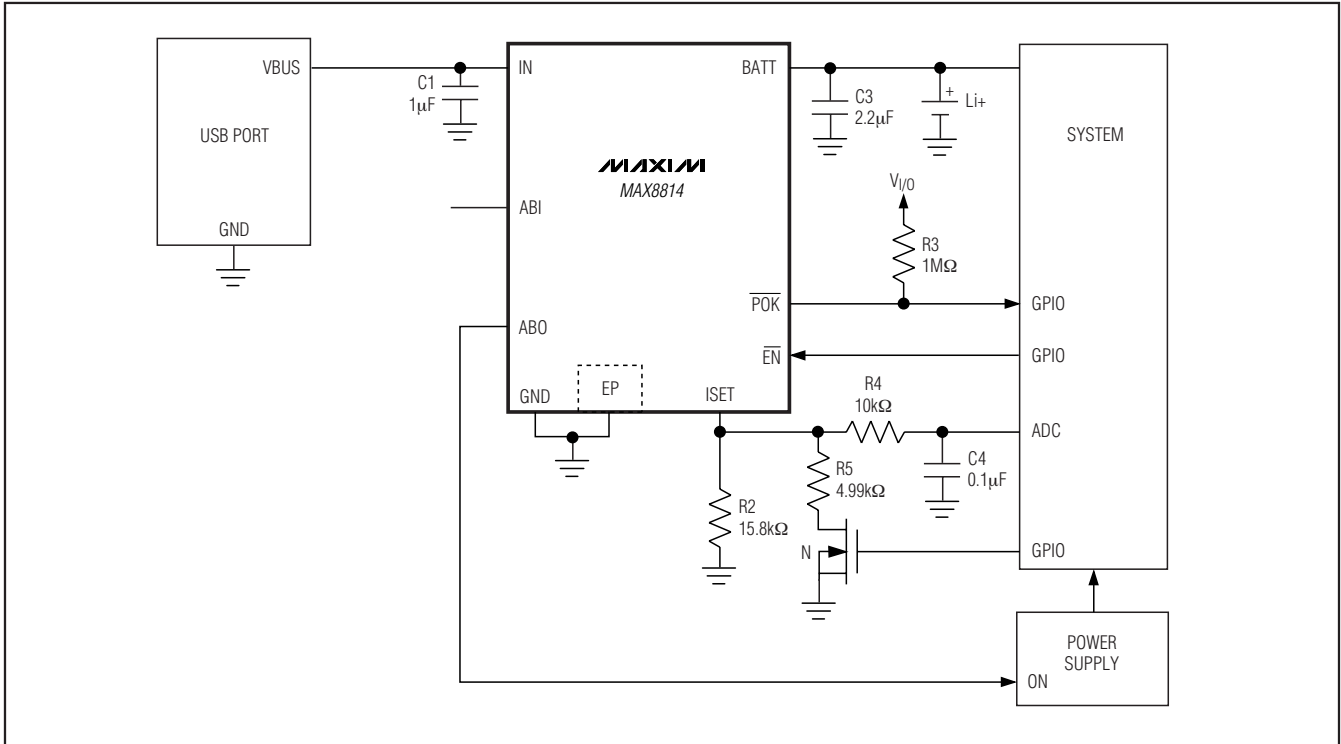 VBUS
USB PORT
GND
C1
1µF
IN
ABI
ABO
GND
EP
ISET
BATT
POK
EN
MAXIM
MAX8814
C3
2.2µF
+
Li+
VI/O
R3
1MΩ
R4
10kΩ
C4
0.1µF
R5
4.99kΩ
R2
15.8kΩ
N
SYSTEM
GPIO
GPIO
ADC
GPIO
POWER
SUPPLY
ON